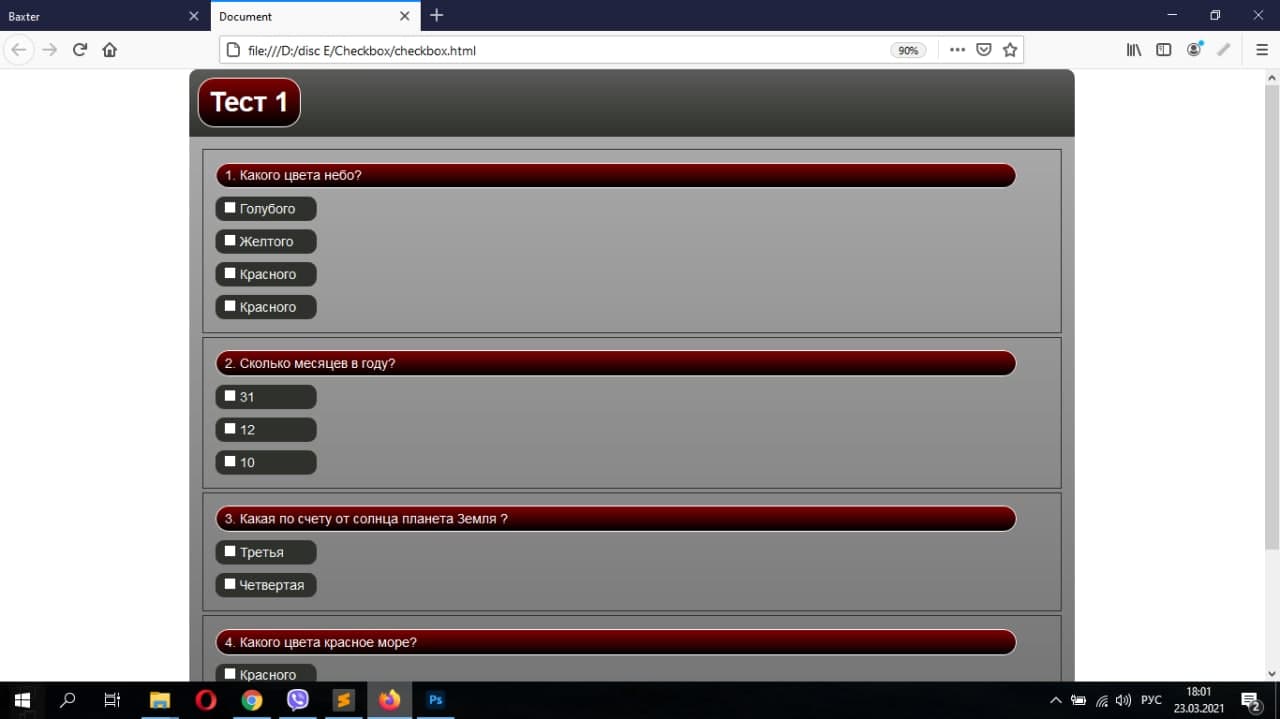 Baxter
Document
file:///D:/disc E/Checkbox/checkbox.html
90%
Тест 1
1. Какого цвета небо?
Голубого
Желтого
Красного
Красного
2. Сколько месяцев в году?
31
12
10
3. Какая по счету от солнца планета Земля ?
Третья
Четвертая
4. Какого цвета красное море?
Красного
Ps
РУС
18:01
23.03.2021
2